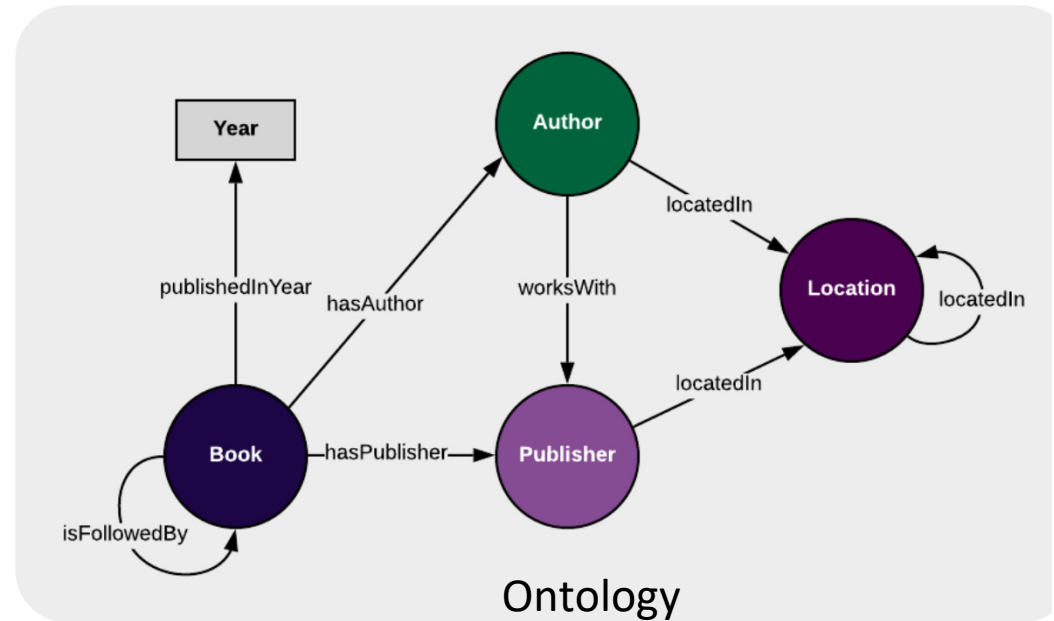 Author
Year
locatedIn
publishedInYear
hasAuthor
worksWith
Location
locatedIn
locatedIn
Book
hasPublisher
Publisher
isFollowedBy
Ontology